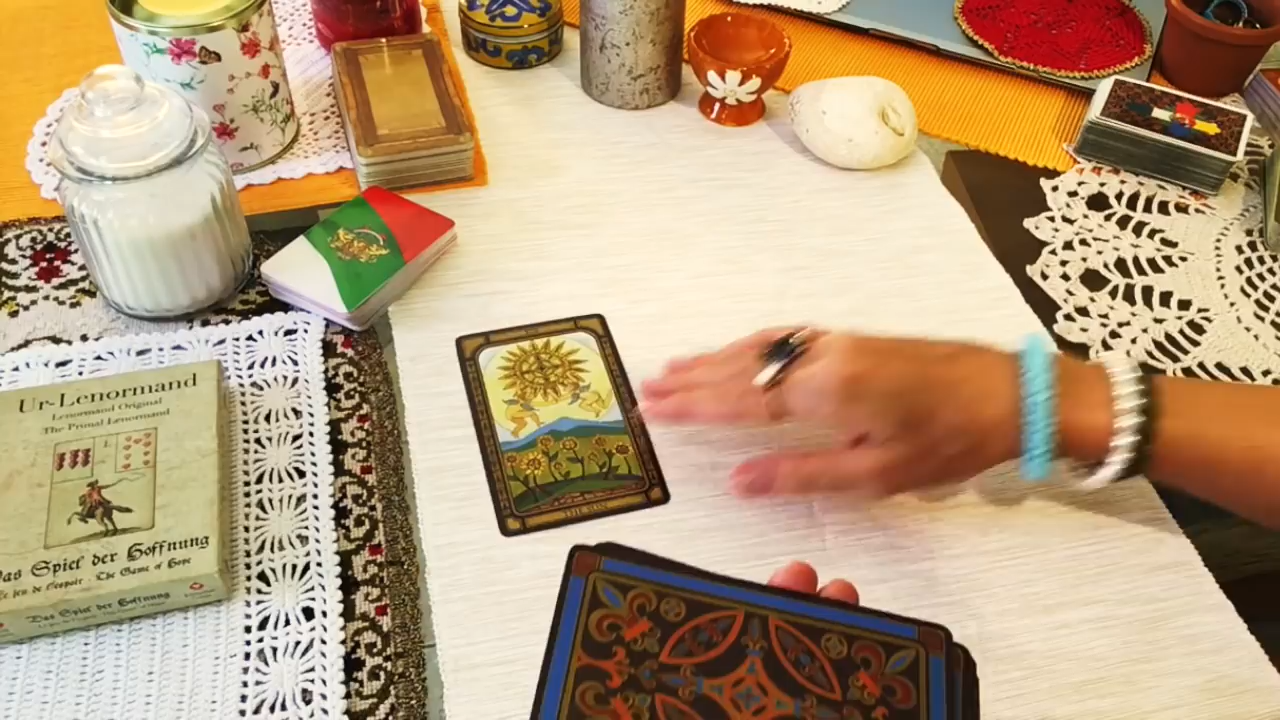 Ur-Lenormand
Lenormand Original
The Primal Lenormand
Das Spiel der Hoffnung
Le jeu de l'espoir · The Game of Hope
Das Spiel der Hoffnung
THE SUN